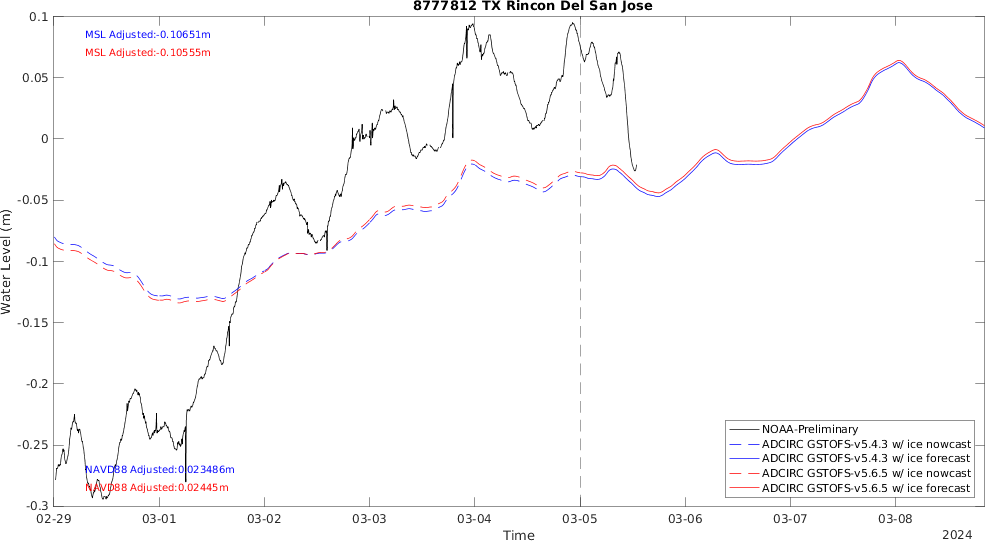 8777812 TX Rincon Del San Jose
MSL Adjusted:-0.10651m
MSL Adjusted:-0.10555m
NAVD88 Adjusted:0.023486m
NAVD88 Adjusted:0.02445m
Water Level (m)
0.1
0.05
0
-0.05
-0.1
-0.15
-0.2
-0.25
-0.3
02-29
03-01
03-02
03-03
03-04
03-05
03-06
03-07
03-08
Time
2024
NOAA-Preliminary
ADCIRC GSTOFS-v5.4.3 w/ ice nowcast
ADCIRC GSTOFS-v5.4.3 w/ ice forecast
ADCIRC GSTOFS-v5.6.5 w/ ice nowcast
ADCIRC GSTOFS-v5.6.5 w/ ice forecast